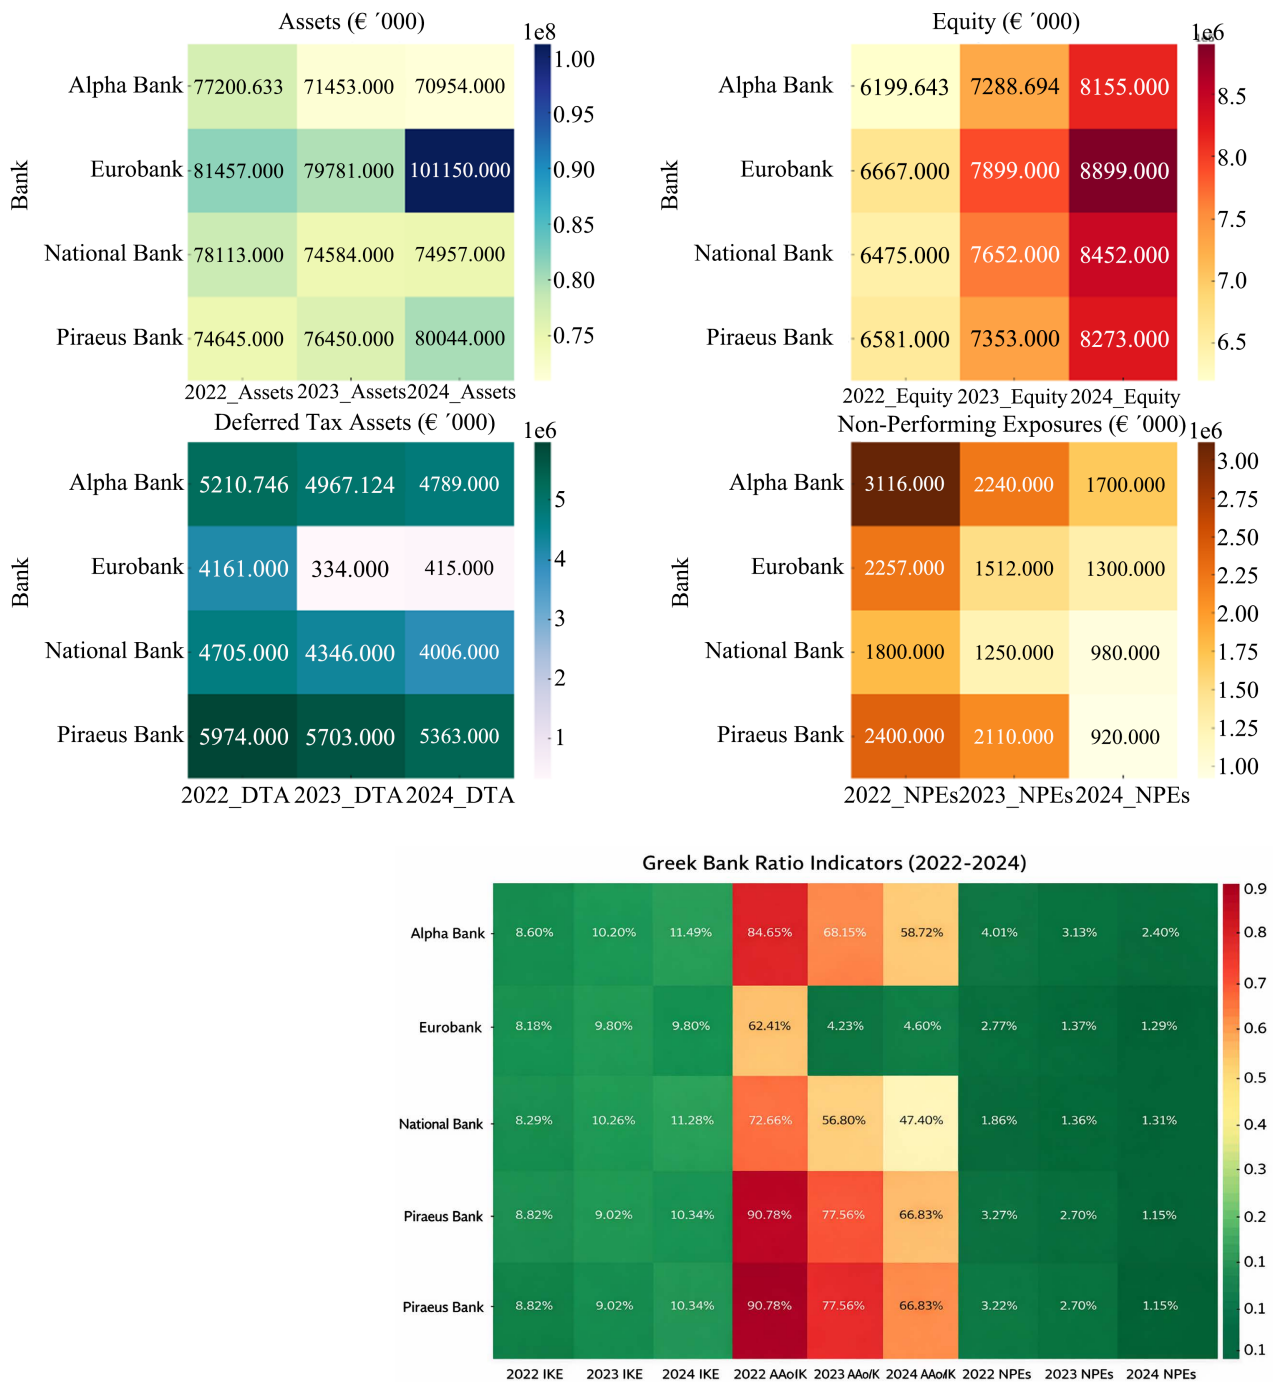 Assets (€ ´000)
1e8
Bank
Alpha Bank 77200.633 71453.000 70954.000
Eurobank 81457.000 79781.000 101150.000
National Bank 78113.000 74584.000 74957.000
Piraeus Bank 74645.000 76450.000 80044.000
2022_Assets 2023_Assets 2024_Assets
1.00
0.95
0.90
0.85
0.80
0.75
Equity (€ ´000)
1e6
Bank
Alpha Bank 6199.643 7288.694 8155.000
Eurobank 6667.000 7899.000 8899.000
National Bank 6475.000 7652.000 8452.000
Piraeus Bank 6581.000 7353.000 8273.000
2022_Equity 2023_Equity 2024_Equity
8.5
8.0
7.5
7.0
6.5
Deferred Tax Assets (€ ´000)
1e6
Bank
Alpha Bank 5210.746 4967.124 4789.000
Eurobank 4161.000 334.000 415.000
National Bank 4705.000 4346.000 4006.000
Piraeus Bank 5974.000 5703.000 5363.000
2022_DTA 2023_DTA 2024_DTA
5
4
3
2
1
Non-Performing Exposures (€ ´000)
1e6
Bank
Alpha Bank 3116.000 2240.000 1700.000
Eurobank 2257.000 1512.000 1300.000
National Bank 1800.000 1250.000 980.000
Piraeus Bank 2400.000 2110.000 920.000
2022_NPEs 2023_NPEs 2024_NPEs
3.00
2.75
2.50
2.25
2.00
1.75
1.50
1.25
1.00
Greek Bank Ratio Indicators (2022-2024)
Alpha Bank 8.60% 10.20% 11.49% 84.65% 68.15% 58.72% 4.01% 3.13% 2.40%
Eurobank 8.18% 9.80% 9.80% 62.41% 4.23% 4.60% 2.77% 1.37% 1.29%
National Bank 8.29% 10.26% 11.28% 72.66% 56.80% 47.40% 1.86% 1.36% 1.31%
Piraeus Bank 8.82% 9.02% 10.34% 90.78% 77.56% 66.83% 3.27% 2.70% 1.15%
Piraeus Bank 8.82% 9.02% 10.34% 90.78% 77.56% 66.83% 3.22% 2.70% 1.15%
2022 IKE 2023 IKE 2024 IKE 2022 AAoIK 2023 AAoIK 2024 AAoIK 2022 NPEs 2023 NPEs 2024 NPEs
0.9
0.8
0.7
0.6
0.5
0.4
0.3
0.2
0.1
0.1
0.1